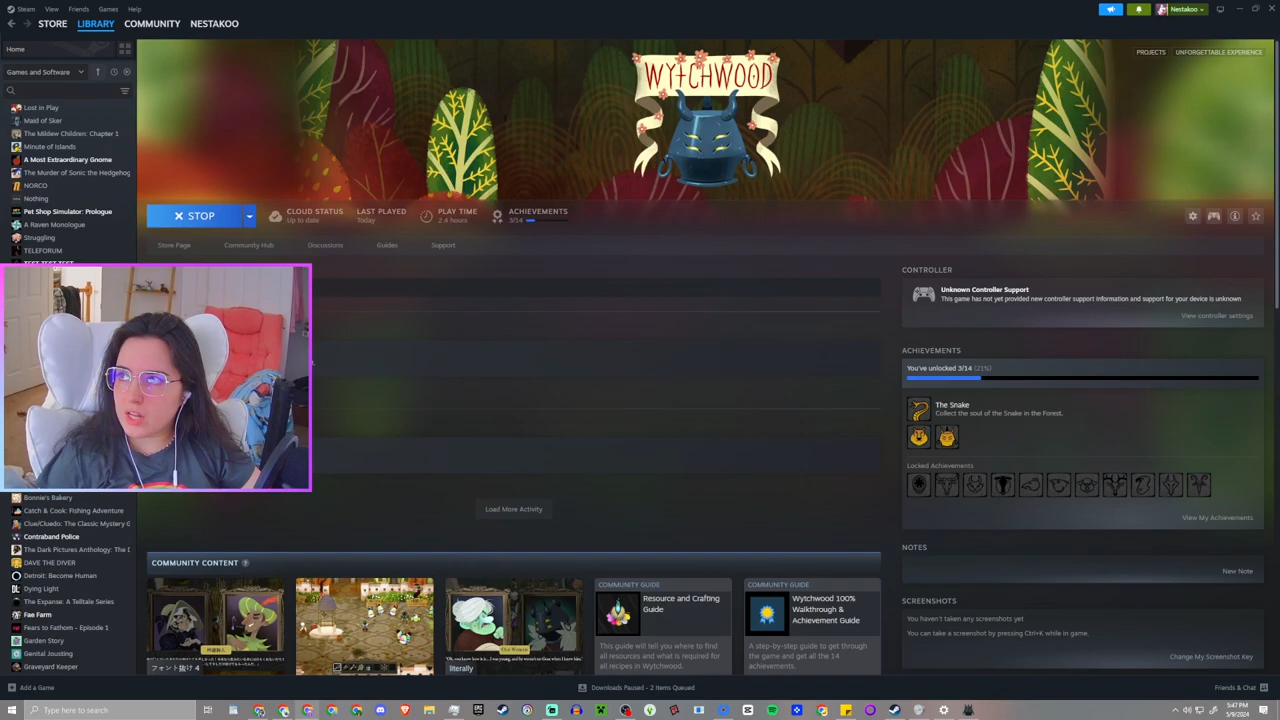 Steam View Friends Games Help
Nestakoo
STORE LIBRARY COMMUNITY NESTAKOO
Home
PROJECTS UNFORGETTABLE EXPERIENCE
Games and Software
WYTCHWOOD
Lost in Play
Maid of Sker
The Mildew Children: Chapter 1
Minute of Islands
A Most Extraordinary Gnome
The Murder of Sonic the Hedgehog
NORCO
Nothing
Pet Shop Simulator: Prologue
A Raven Monologue
Struggling
TELEFORUM
STOP
CLOUD STATUS
Up to date
LAST PLAYED
Today
PLAY TIME
2.4 hours
ACHIEVEMENTS
3/14
Store Page Community Hub Discussions Guides Support
CONTROLLER
Unknown Controller Support
This game has not yet provided new controller support information and support for your device is unknown
View controller settings
ACHIEVEMENTS
You've unlocked 3/14 (21%)
The Snake
Collect the soul of the Snake in the Forest.
Locked Achievements
View My Achievements
Load More Activity
NOTES
New Note
SCREENSHOTS
You haven't taken any screenshots yet
You can take a screenshot by pressing Ctrl+K while in game.
Change My Screenshot Key
Bonnie's Bakery
Catch & Cook: Fishing Adventure
Clue/Cluedo: The Classic Mystery G
Contraband Police
The Dark Pictures Anthology: The D
DAVE THE DIVER
Detroit: Become Human
Dying Light
The Expanse: A Telltale Series
Fae Farm
Fears to Fathom - Episode 1
Garden Story
Genital Jousting
Graveyard Keeper
COMMUNITY CONTENT ?
フォント抜け 4
literally
COMMUNITY GUIDE
Resource and Crafting
Guide
This guild will tell you where to
find all resources and what is
required for all recipes in
Wytchwood.
COMMUNITY GUIDE
Wytchwood 100%
Walkthrough &
Achievement Guide
A step-by-step guide to get through
the game and get all the 14
achievements.
Add a Game
Downloads Paused - 2 Items Queued
Friends & Chat
Type here to search
5:47 PM
5/9/2024